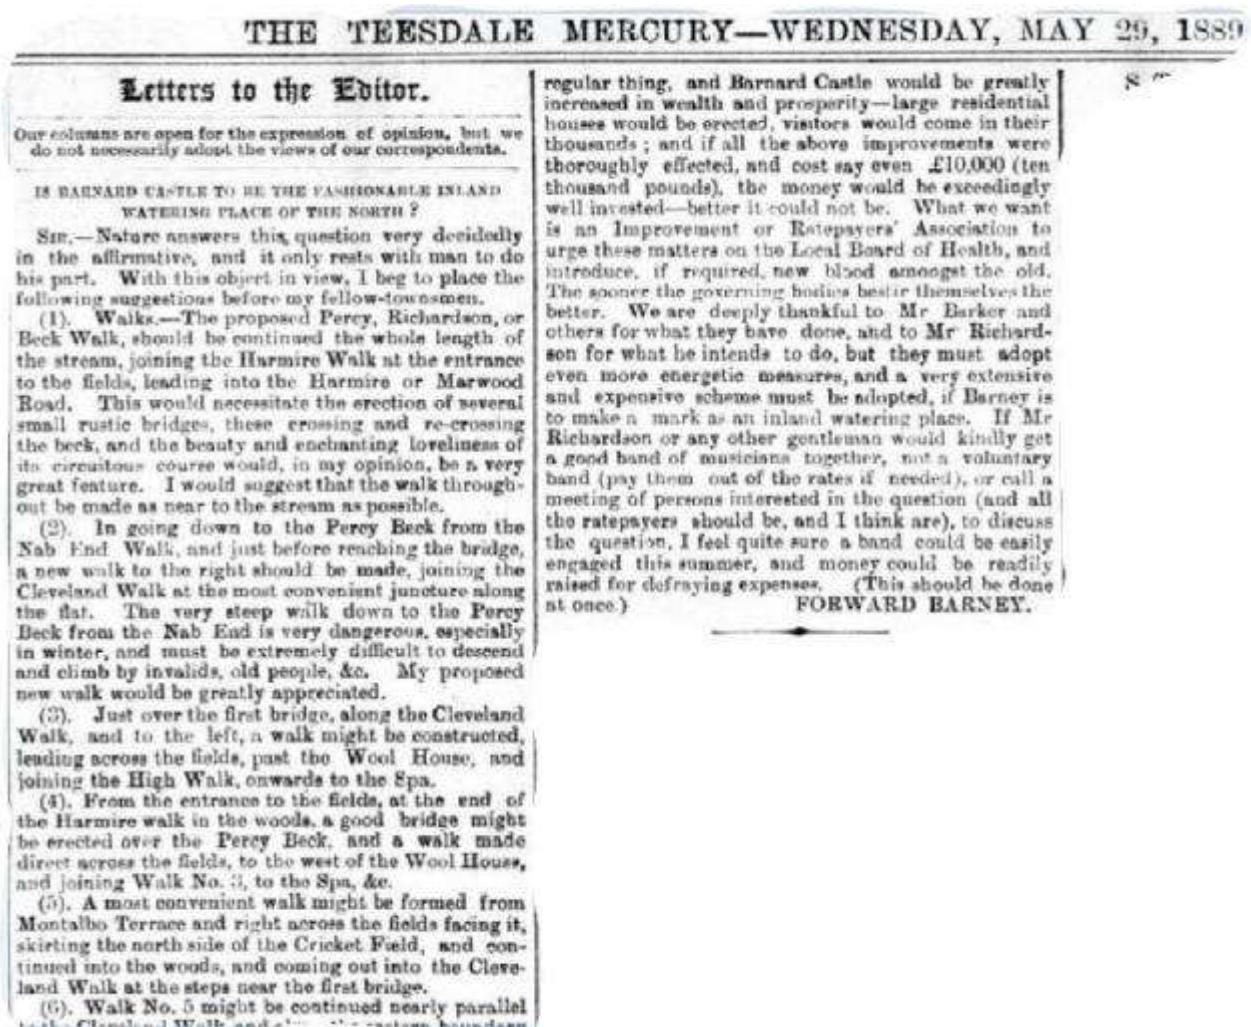 THE TEESDALE MERCURY—WEDNESDAY, MAY 29, 1889
Letters to the Editor.
Our columns are open for the expression of opinion, but we
do not necessarily adopt the views of our correspondents.
IS BARNARD CASTLE TO BE THE FASHIONABLE INLAND
WATERING PLACE OF THE NORTH?
SIR.—Nature answers this question very decidedly
in the affirmative, and it only rests with man to do
his part. With this object in view, I beg to place the
following suggestions before my fellow-townsmen.
(1). Walks.—The proposed Percy, Richardson, or
Beck Walk, should be continued the whole length of
the stream, joining the Harmire Walk at the entrance
to the fields, leading into the Harmire or Marwood
Road. This would necessitate the erection of several
small rustic bridges, these crossing and re-crossing
the beck, and the beauty and enchanting loveliness of
its circuitous course would, in my opinion, be a very
great feature. I would suggest that the walk through-
out be made as near to the stream as possible.
(2). In going down to the Percy Beck from the
Nab End Walk, and just before reaching the bridge,
a new walk to the right should be made, joining the
Cleveland Walk at the most convenient juncture along
the flat. The very steep walk down to the Percy
Beck from the Nab End is very dangerous, especially
in winter, and must be extremely difficult to descend
and climb by invalids, old people, &c. My proposed
new walk would be greatly appreciated.
(3). Just over the first bridge, along the Cleveland
Walk, and to the left, a walk might be constructed,
leading across the fields, past the Wool House, and
joining the High Walk, onwards to the Spa.
(4). From the entrance to the fields, at the end of
the Harmire walk in the woods, a good bridge might
be erected over the Percy Beck, and a walk made
direct across the fields, to the west of the Wool House,
and joining Walk No. 3, to the Spa, &c.
(5). A most convenient walk might be formed from
Montalbo Terrace and right across the fields facing it,
skirting the north side of the Cricket Field, and con-
tinued into the woods, and coming out into the Cleve-
land Walk at the steps near the first bridge.
(6). Walk No. 5 might be continued nearly parallel
to the Cleveland Walk and eastern boundary
regular thing, and Barnard Castle would be greatly
increased in wealth and prosperity—large residential
houses would be erected, visitors would come in their
thousands; and if all the above improvements were
thoroughly effected, and cost say even £10,000 (ten
thousand pounds), the money would be exceedingly
well invested—better it could not be. What we want
is an Improvement or Ratepayers' Association to
urge these matters on the Local Board of Health, and
introduce, if required, new blood amongst the old.
The sooner the governing bodies bestir themselves the
better. We are deeply thankful to Mr Barker and
others for what they have done, and to Mr Richard-
son for what he intends to do, but they must adopt
even more energetic measures, and a very extensive
and expensive scheme must be adopted, if Barney is
to make a mark as an inland watering place. If Mr
Richardson or any other gentleman would kindly get
a good band of musicians together, not a voluntary
band (pay them out of the rates if needed), or call a
meeting of persons interested in the question (and all
the ratepayers should be, and I think are), to discuss
the question, I feel quite sure a band could be easily
engaged this summer, and money could be readily
raised for defraying expenses. (This should be done
at once.) FORWARD BARNEY.